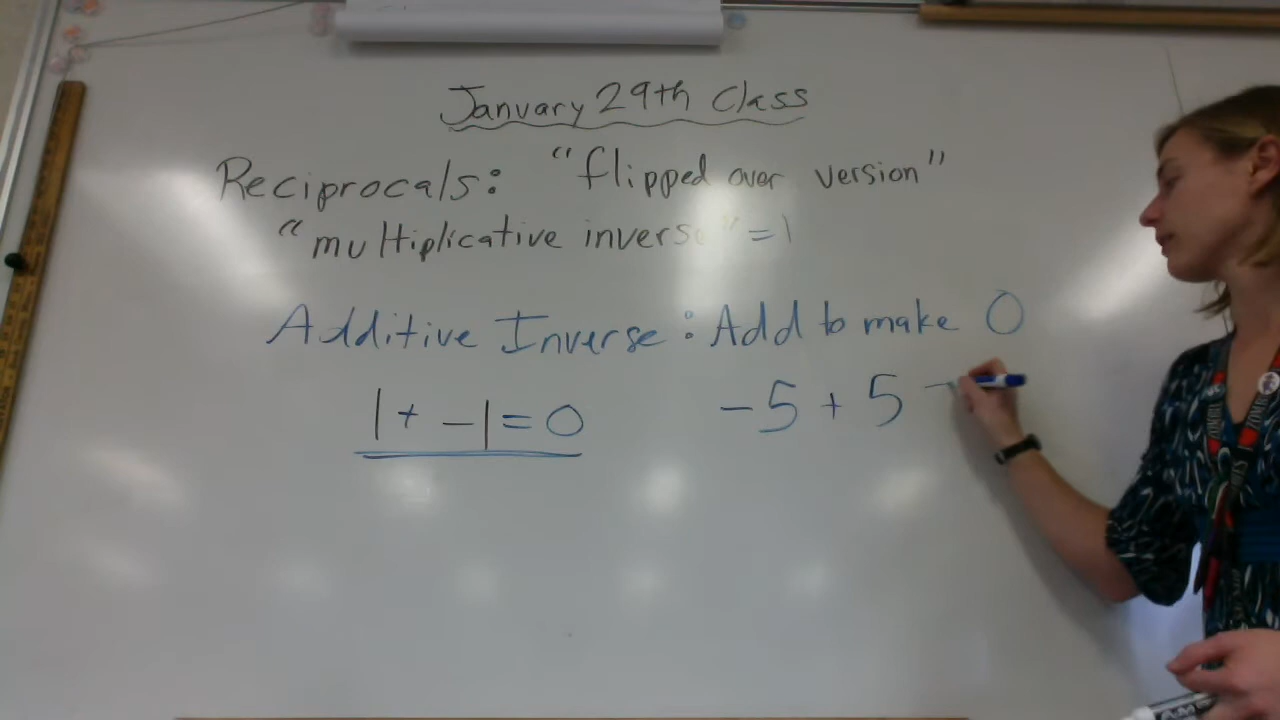 January 29th Class
Reciprocals: "flipped over version"
"multiplicative inverse" = 1
Additive Inverse: Add to make 0
1 + -1 = 0
-5 + 5